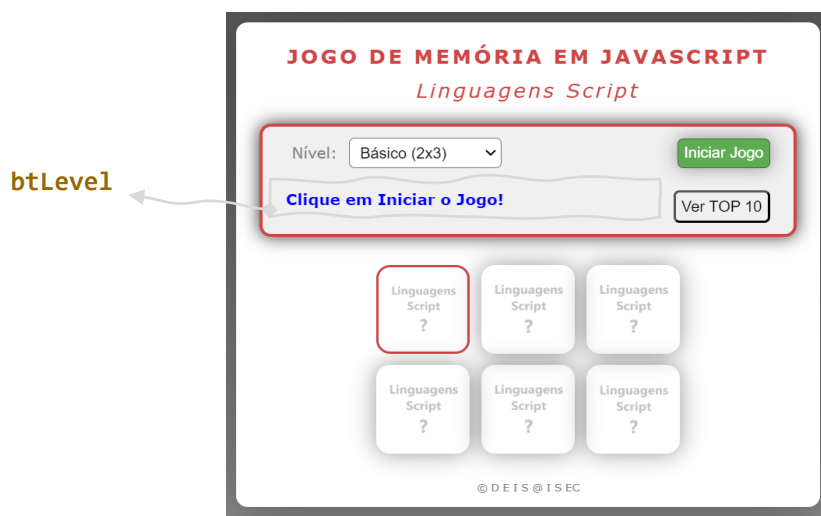 JOGO DE MEMÓRIA EM JAVASCRIPT
Linguagens Script
Nível: Básico (2x3) Iniciar Jogo
btLevel
Clique em Iniciar o Jogo! Ver TOP 10
Linguagens Linguagens Linguagens
Script Script Script
? ? ?
Linguagens Linguagens Linguagens
Script Script Script
? ? ?
© D E I S @ I S EC